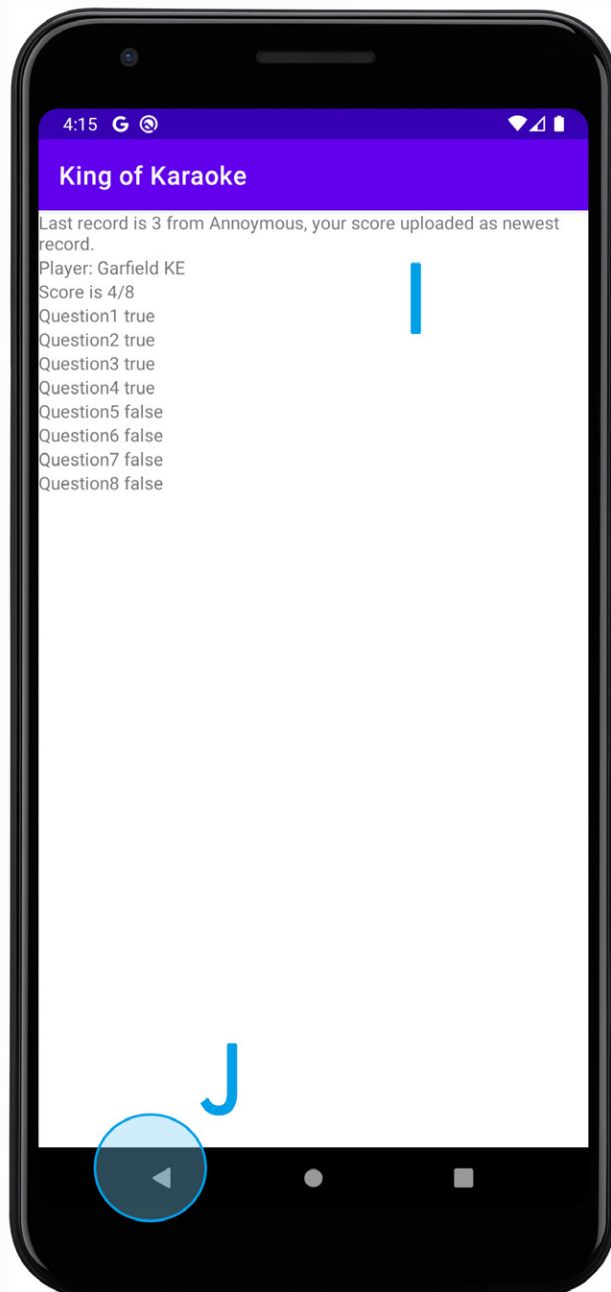 4:15 G
King of Karaoke
Last record is 3 from Annoymous, your score uploaded as newest
record.
Player: Garfield KE
I
Score is 4/8
Question1 true
Question2 true
Question3 true
Question4 true
Question5 false
Question6 false
Question7 false
Question8 false
J